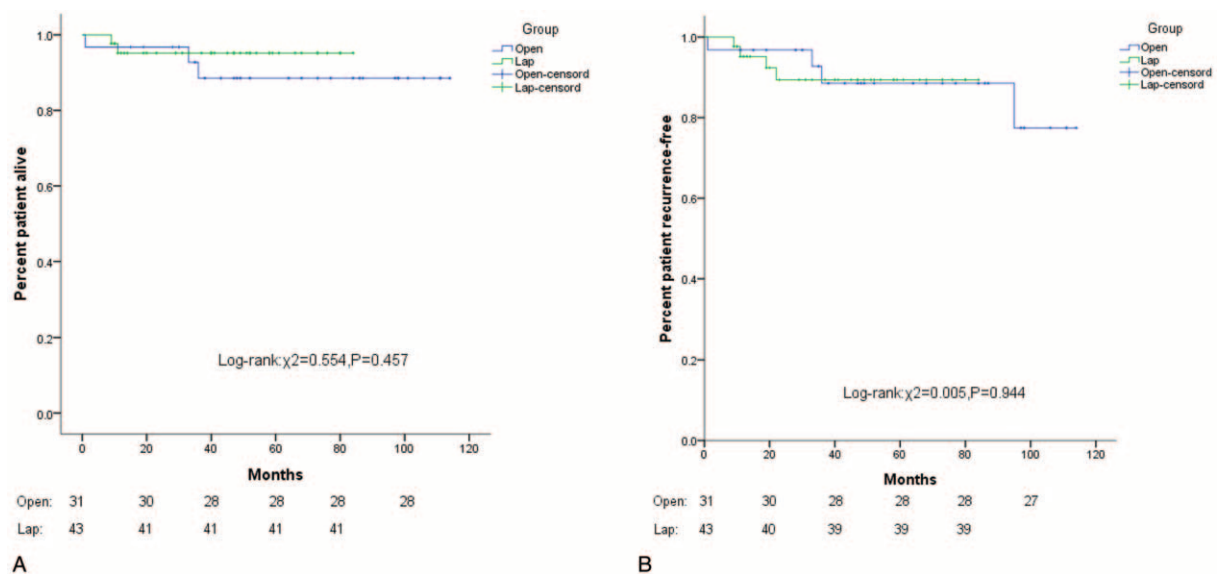 Group
Open
Lap
Open-censord
Lap-censord
Percent patient alive
1.0
0.8
0.6
0.4
0.2
0.0
Log-rank:χ2=0.554,P=0.457
0 20 40 60 80 100 120
Months
Open: 31 30 28 28 28 28
Lap: 43 41 41 41 41
A
Group
Open
Lap
Open-censord
Lap-censord
Percent patient recurrence-free
1.0
0.8
0.6
0.4
0.2
0.0
Log-rank:χ2=0.005,P=0.944
0 20 40 60 80 100 120
Months
Open: 31 30 28 28 28 27
Lap: 43 40 39 39 39
B